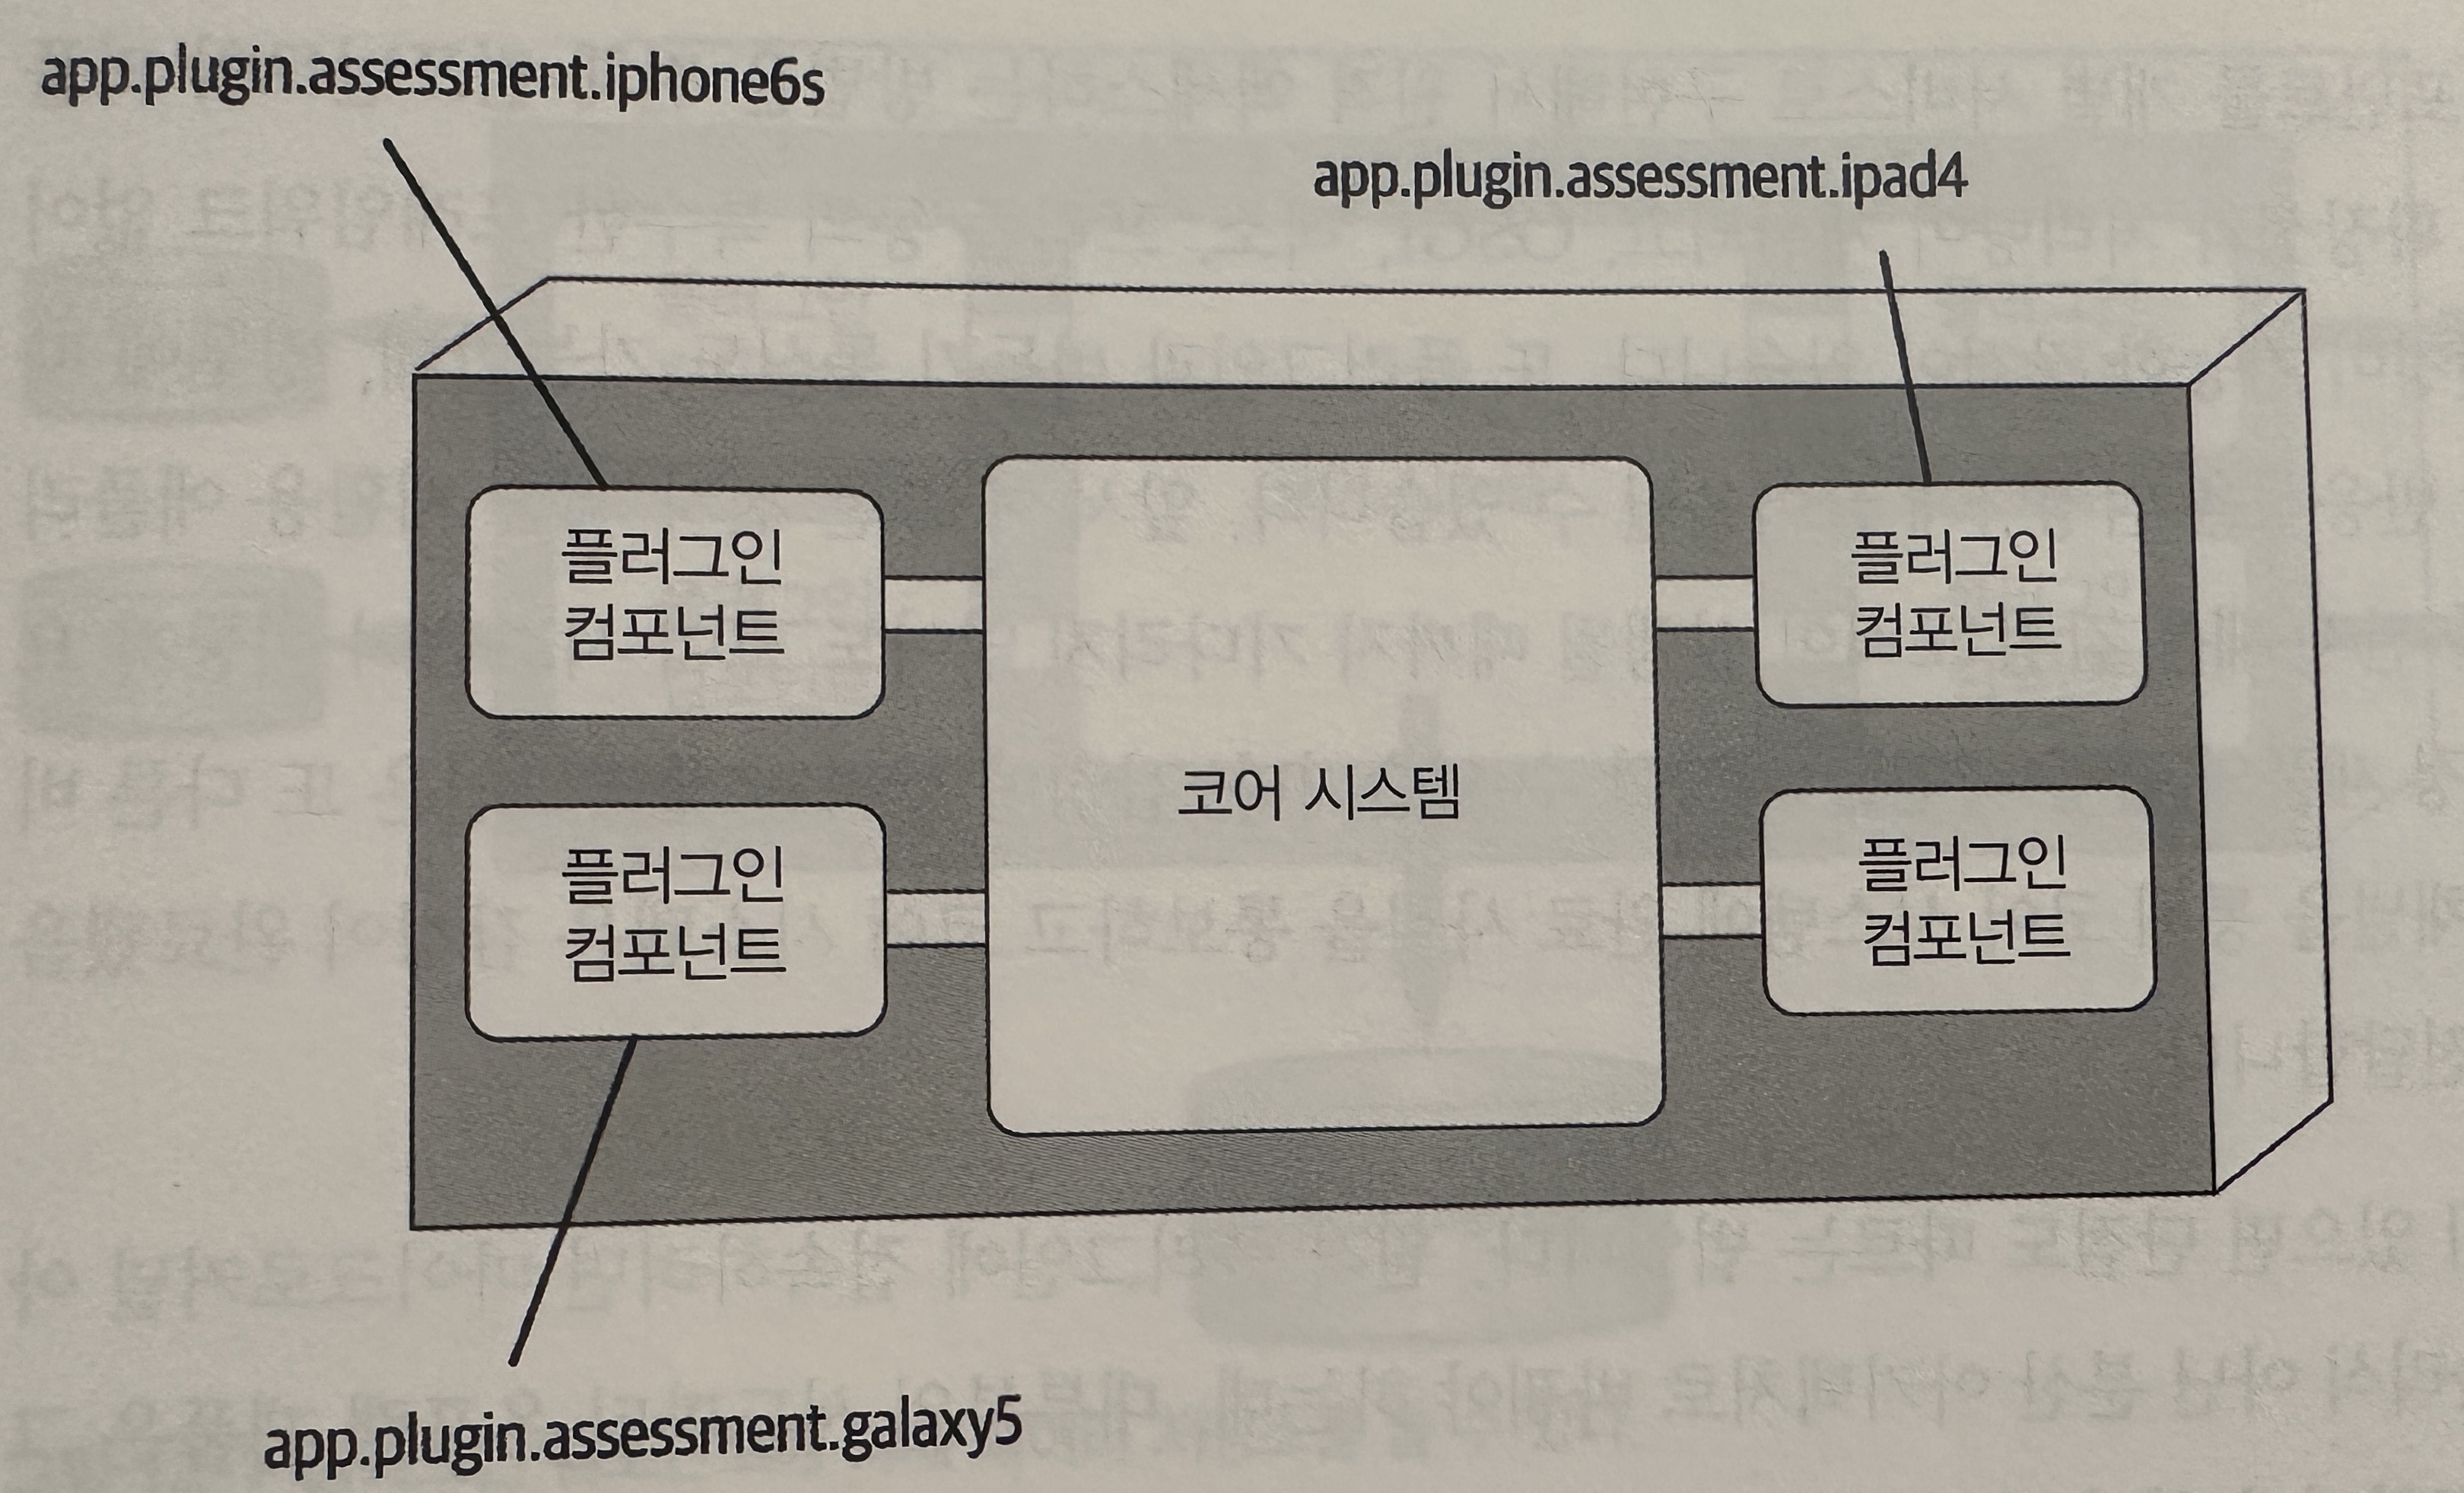 app.plugin.assessment.iphone6s
app.plugin.assessment.ipad4
플러그인
컴포넌트
플러그인
컴포넌트
코어 시스템
플러그인
컴포넌트
플러그인
컴포넌트
app.plugin.assessment.galaxy5